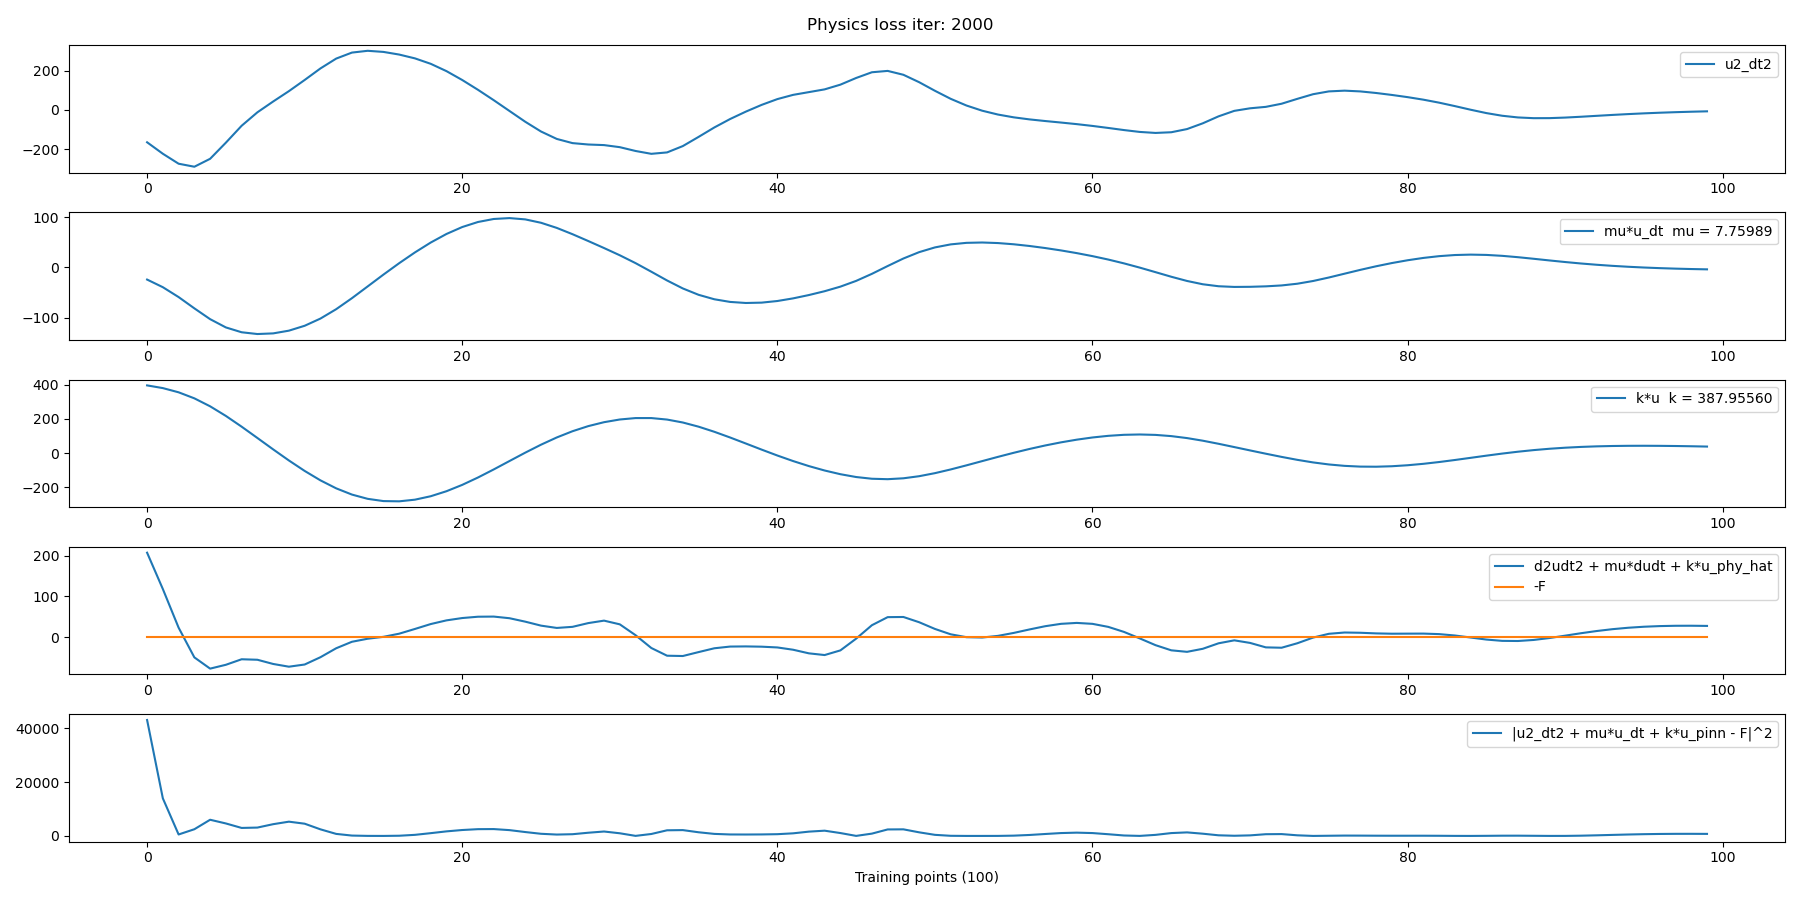 Physics loss iter: 2000
200
0
−200
u2_dt2
0 20 40 60 80 100
100
0
−100
mu*u_dt  mu = 7.75989
0 20 40 60 80 100
400
200
0
−200
k*u  k = 387.95560
0 20 40 60 80 100
200
100
0
d2udt2 + mu*dudt + k*u_phy_hat
-F
0 20 40 60 80 100
40000
20000
0
|u2_dt2 + mu*u_dt + k*u_pinn - F|^2
0 20 40 60 80 100
Training points (100)